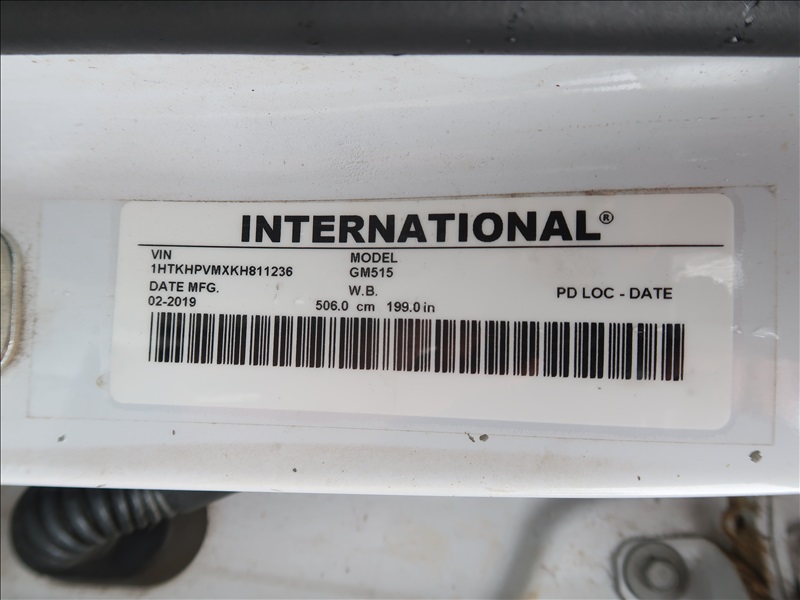 INTERNATIONAL®
VIN MODEL
1HTKHPVMXKH811236 GM515
DATE MFG. W.B. PD LOC - DATE
02-2019 506.0 cm 199.0 in